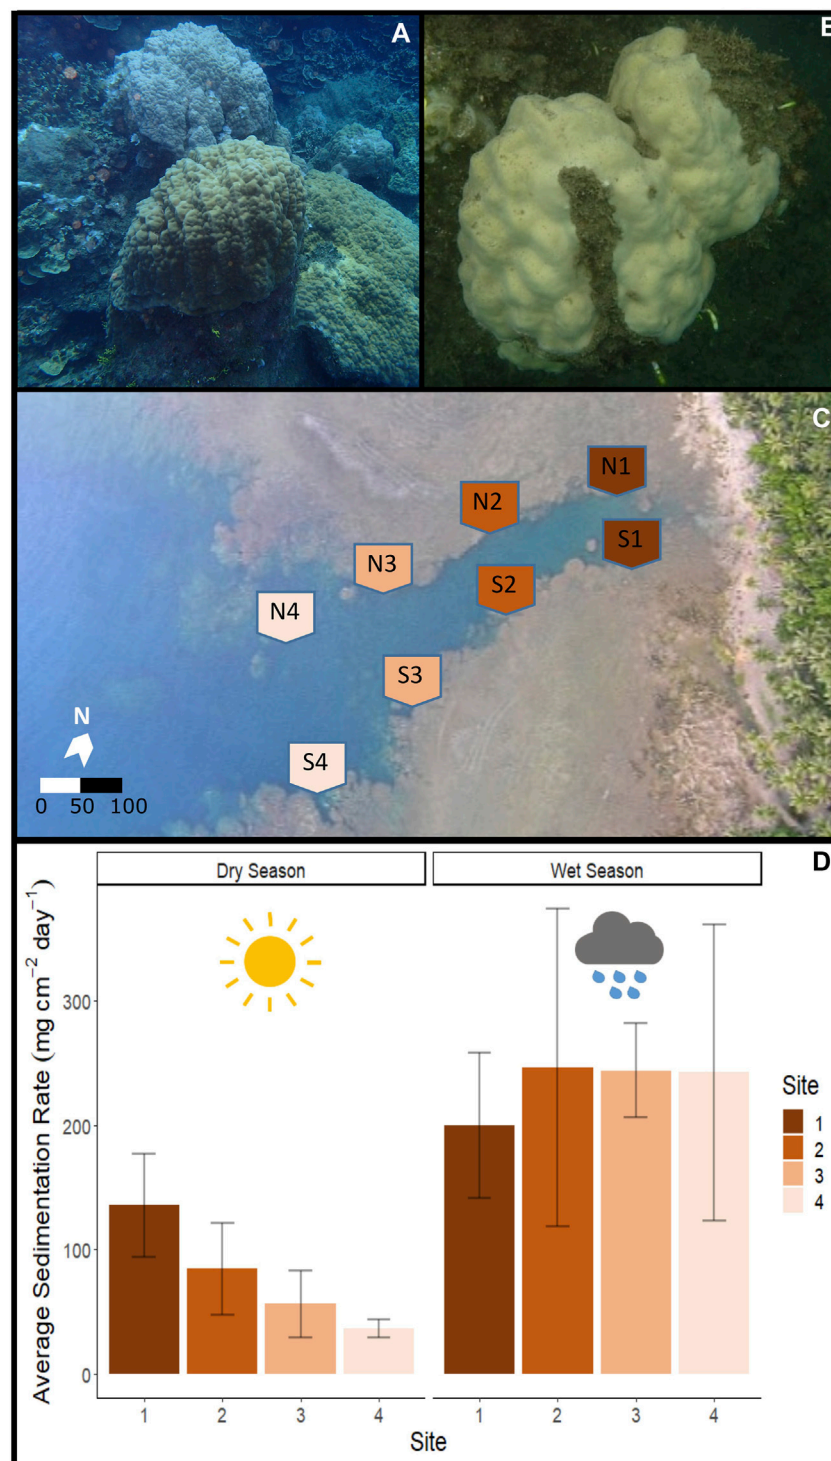 A
B
C
N1
N2
S1
N3
S2
N4
S3
N
S4
0 50 100
D
Dry Season
Wet Season
Average Sedimentation Rate (mg cm⁻² day⁻¹)
300
200
100
0
Site
1
2
3
4
1 2 3 4 1 2 3 4
Site